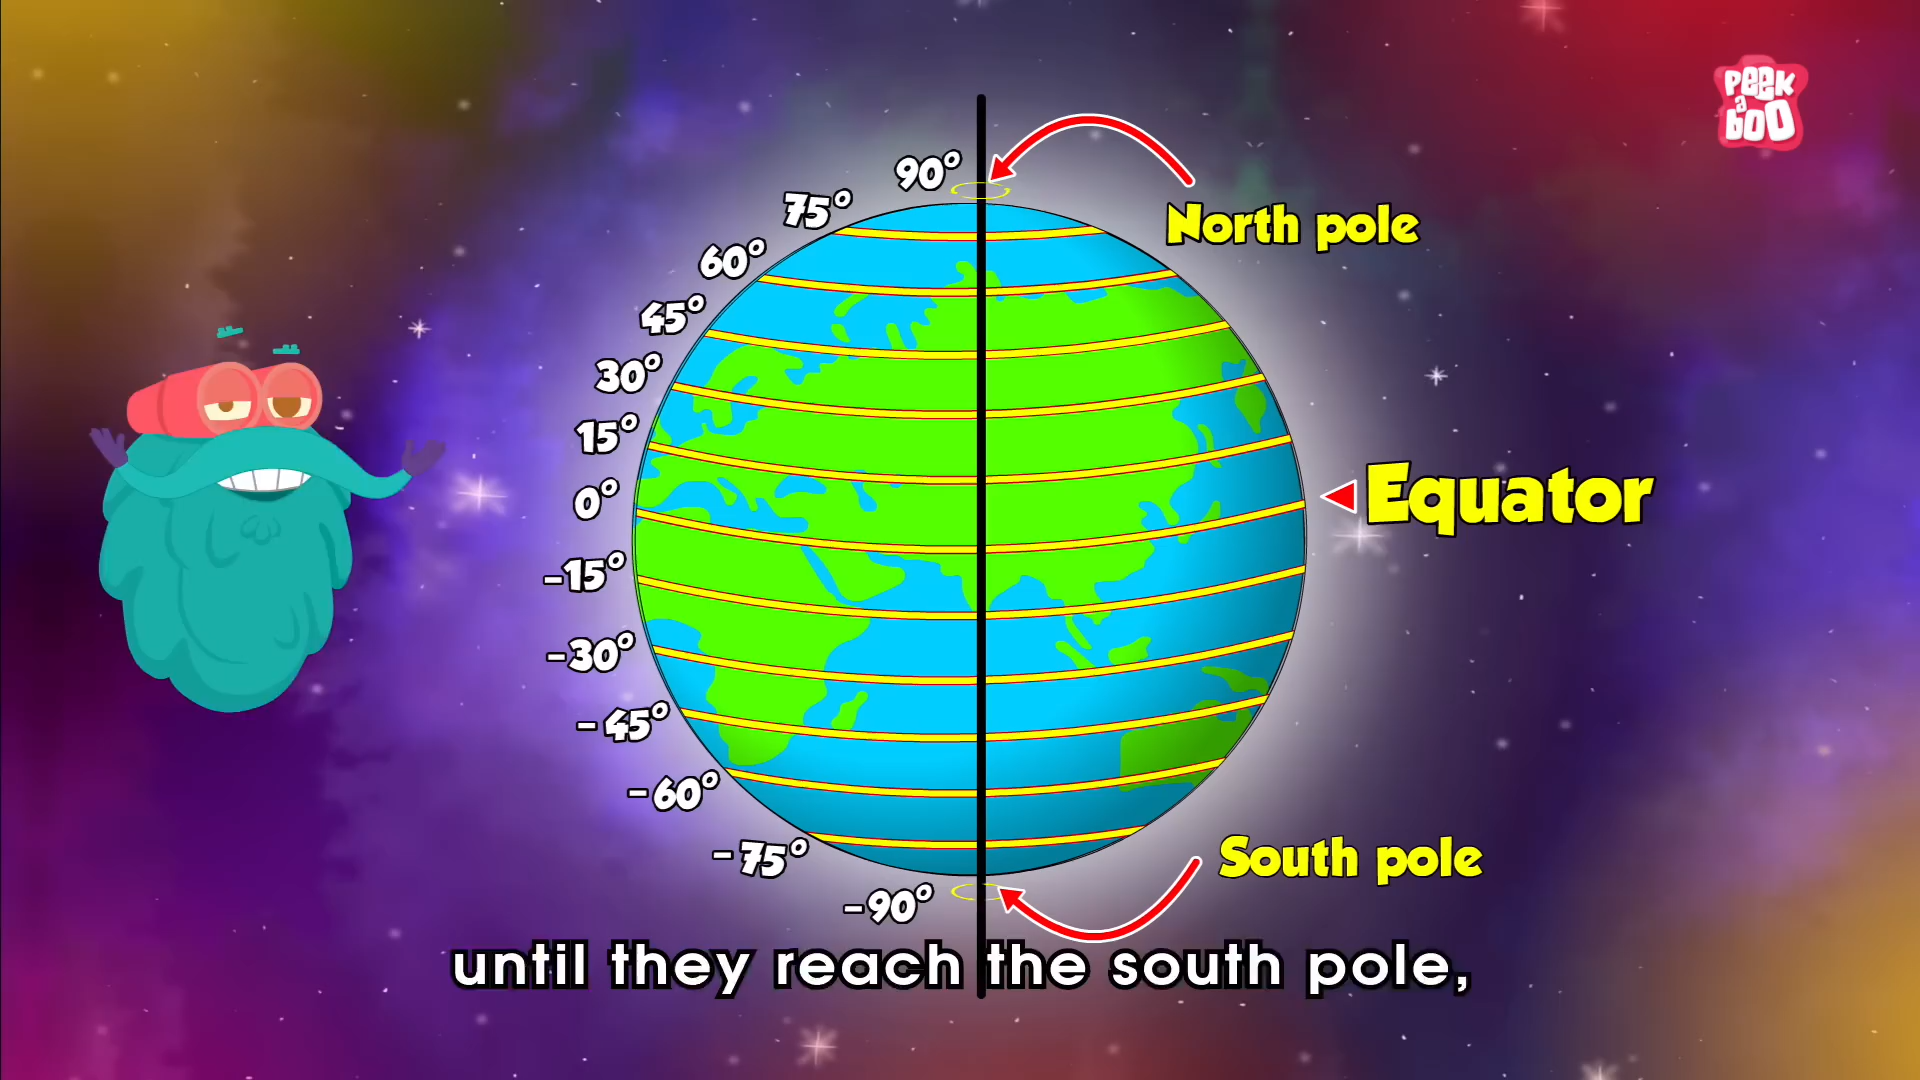 PEEK
a
BOO
90°
75°
North pole
60°
45°
30°
15°
0°
Equator
-15°
-30°
-45°
-60°
-75°
South pole
-90°
until they reach the south pole,